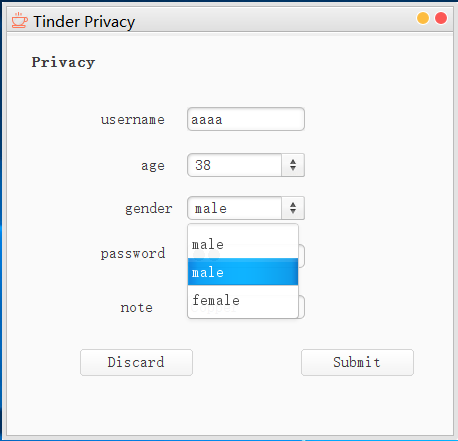 Tinder Privacy
Privacy
username aaaa
age 38
gender male
male
password
male
note
female
Discard Submit